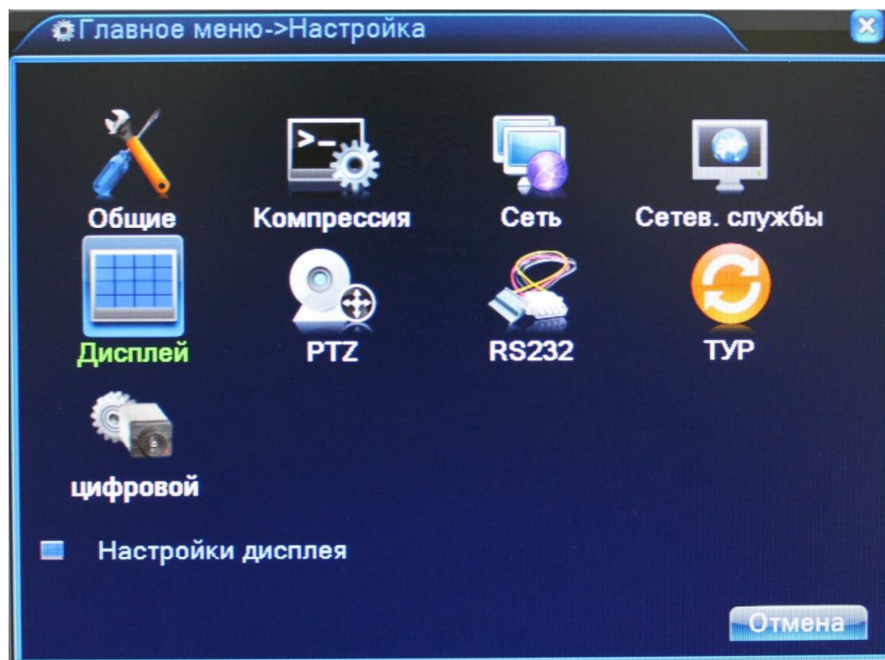 Главное меню->Настройка
Общие Компрессия Сеть Сетев. службы
Дисплей PTZ RS232 ТУР
цифровой
Настройки дисплея
Отмена